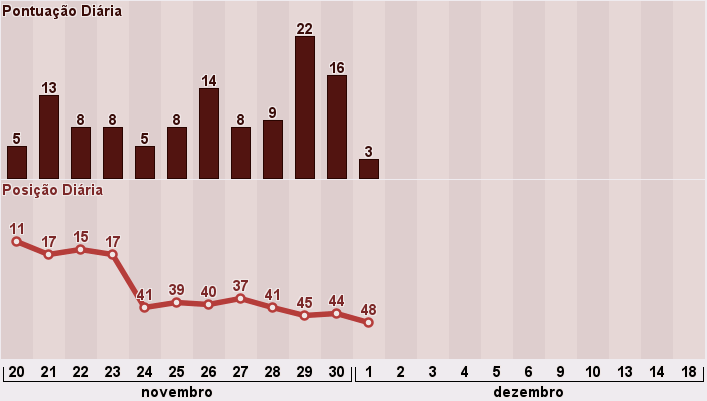 Pontuação Diária
5 13 8 8 5 8 14 8 9 22 16 3
Posição Diária
11 17 15 17 41 39 40 37 41 45 44 48
20 21 22 23 24 25 26 27 28 29 30 1 2 3 4 5 6 9 10 13 14 18
novembro dezembro